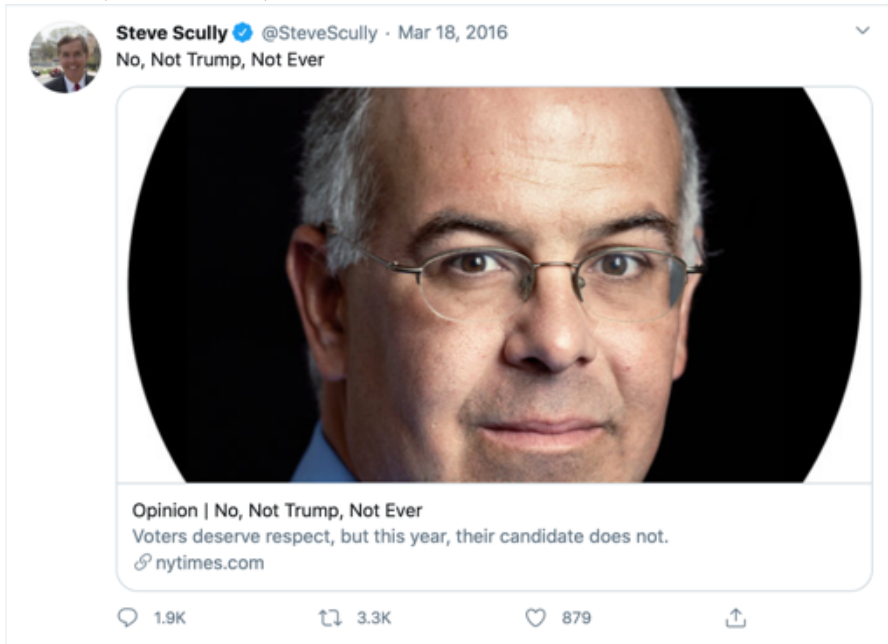 Steve Scully @SteveScully · Mar 18, 2016
No, Not Trump, Not Ever
Opinion | No, Not Trump, Not Ever
Voters deserve respect, but this year, their candidate does not.
nytimes.com
1.9K 3.3K 879